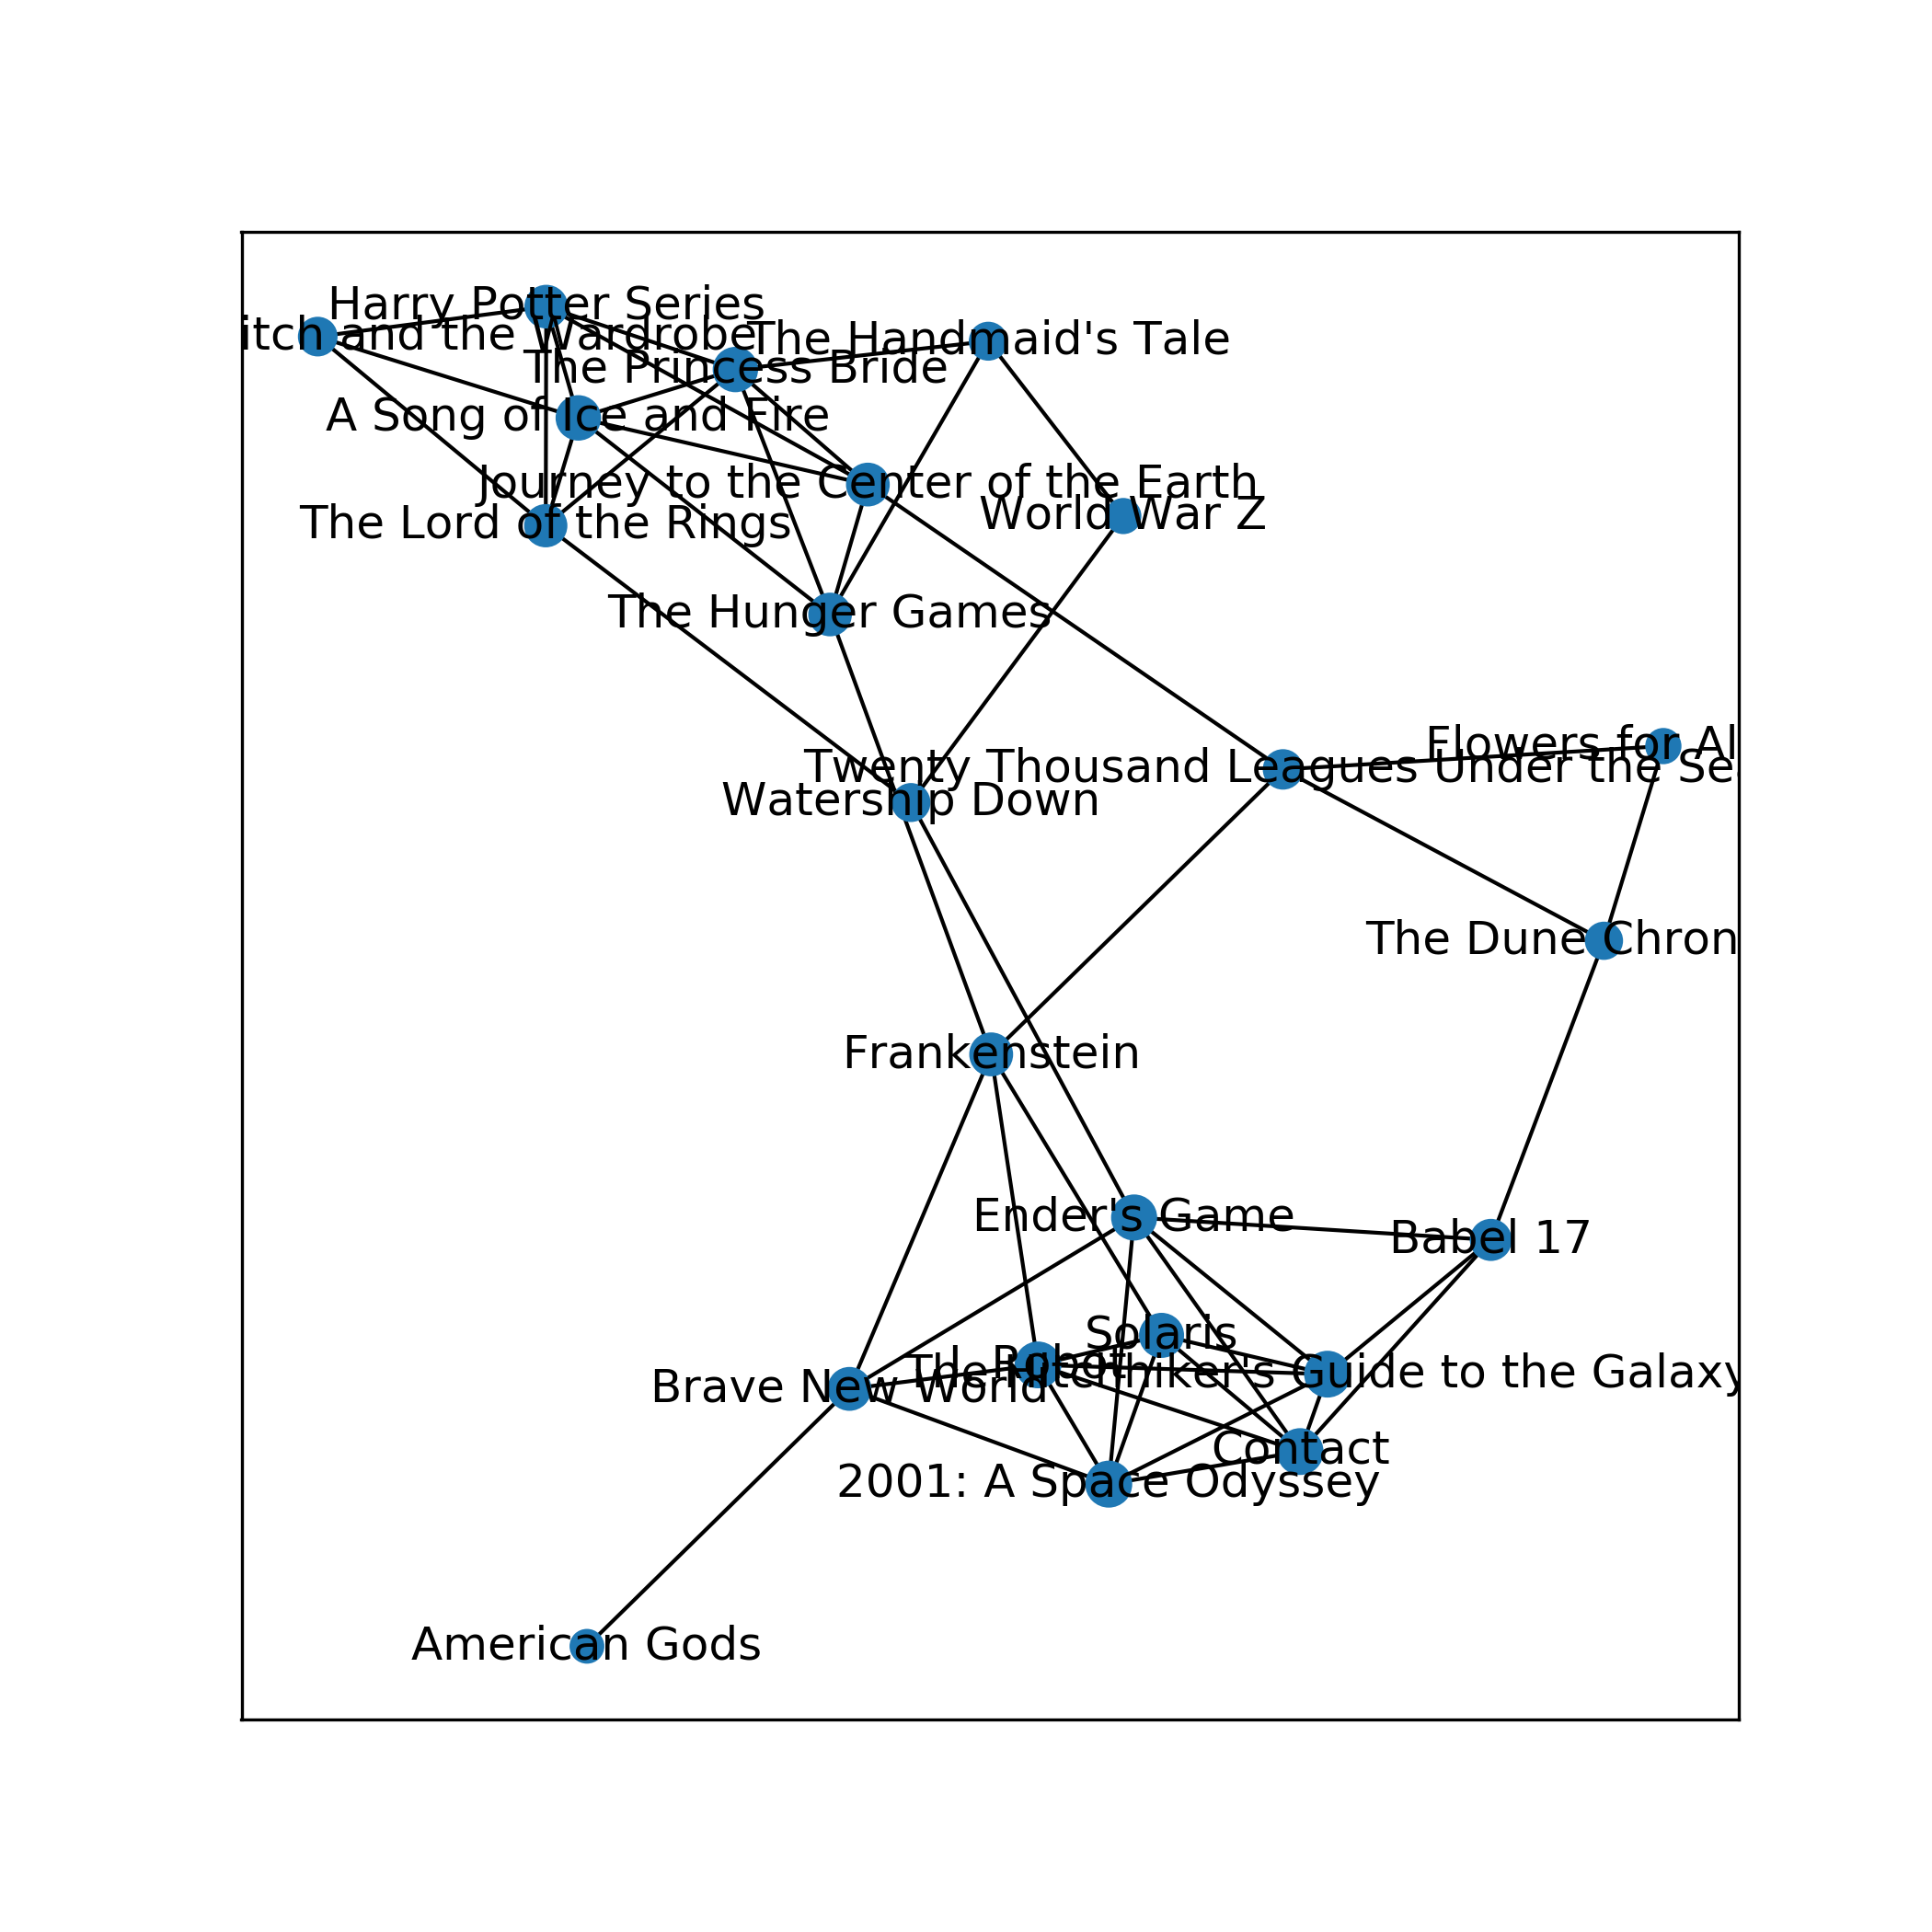 Harry Potter Series
itch and the Wardrobe
The Handmaid's Tale
The Princess Bride
A Song of Ice and Fire
Journey to the Center of the Earth
World War Z
The Lord of the Rings
The Hunger Games
Flowers for Al
Twenty Thousand Leagues Under the Se
Watership Down
The Dune Chron
Frankenstein
Ender's Game
Babel 17
Solaris
I, Robot
The Hitchhiker's Guide to the Galaxy
Brave New World
Contact
2001: A Space Odyssey
American Gods